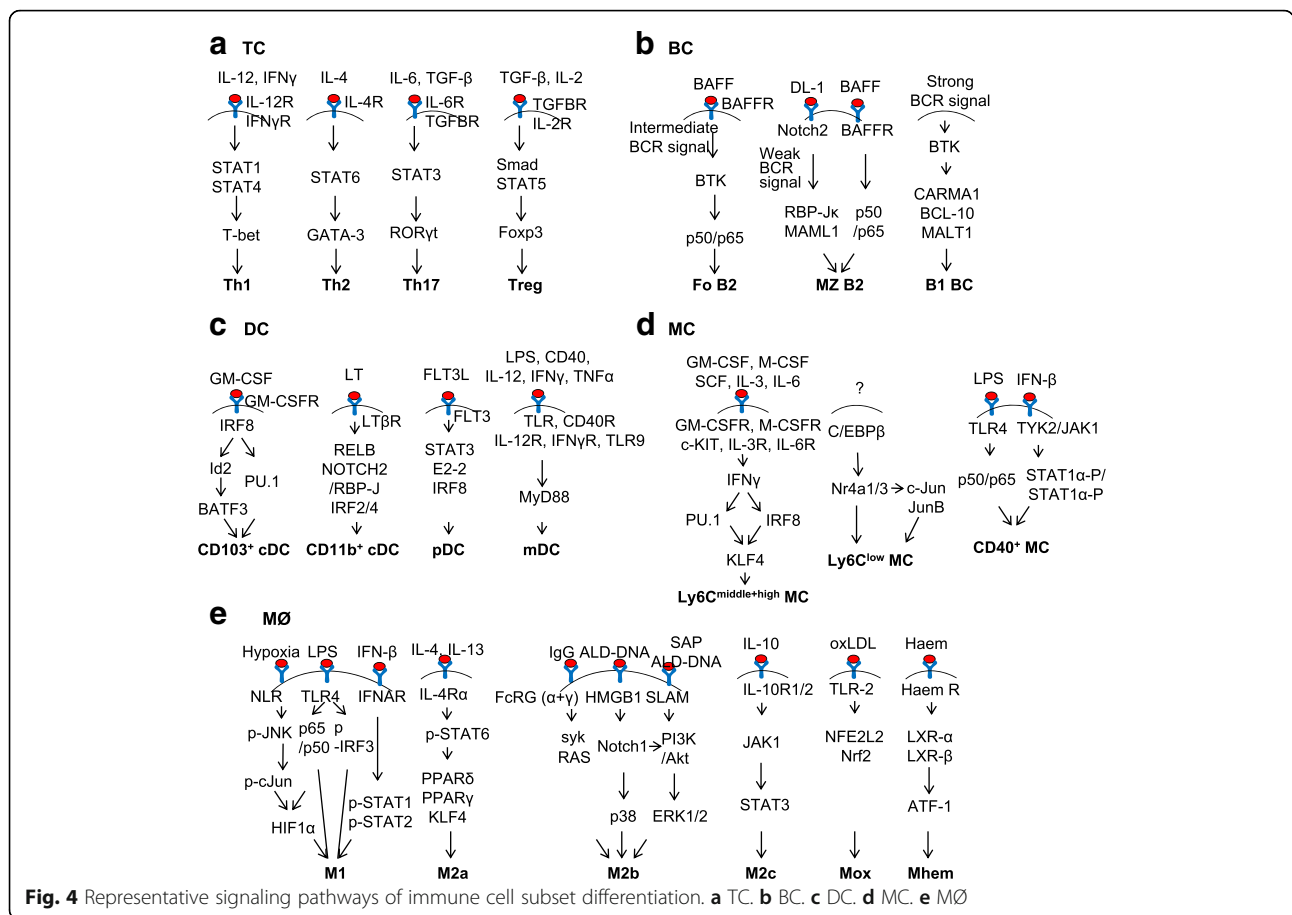 a TC
IL-12, IFNγ
IL-12R
IFNγR
STAT1
STAT4
T-bet
Th1
IL-4
IL-4R
STAT6
GATA-3
Th2
IL-6, TGF-β
IL-6R
TGFBR
STAT3
RORγt
Th17
TGF-β, IL-2
TGFBR
IL-2R
Smad
STAT5
Foxp3
Treg
b BC
BAFF
BAFFR
Intermediate
BCR signal
BTK
p50/p65
Fo B2
DL-1
Notch2
Weak
BCR
signal
RBP-Jκ
MAML1
BAFF
BAFFR
p50
/p65
MZ B2
Strong
BCR signal
BTK
CARMA1
BCL-10
MALT1
B1 BC
c DC
GM-CSF
GM-CSFR
IRF8
Id2
PU.1
BATF3
CD103+ cDC
LT
LTβR
RELB
NOTCH2
/RBP-J
IRF2/4
CD11b+ cDC
FLT3L
FLT3
STAT3
E2-2
IRF8
pDC
LPS, CD40,
IL-12, IFNγ, TNFα
TLR, CD40R
IL-12R, IFNγR, TLR9
MyD88
mDC
d MC
GM-CSF, M-CSF
SCF, IL-3, IL-6
GM-CSFR, M-CSFR
c-KIT, IL-3R, IL-6R
IFNγ
PU.1
IRF8
KLF4
Ly6Cmiddle+high MC
?
C/EBPβ
Nr4a1/3
c-Jun
JunB
Ly6Clow MC
LPS
TLR4
p50/p65
IFN-β
TYK2/JAK1
STAT1α-P/
STAT1α-P
CD40+ MC
e MØ
Hypoxia
NLR
p-JNK
p-cJun
HIF1α
LPS
TLR4
p65
/p50
p
-IRF3
IFN-β
IFNAR
p-STAT1
p-STAT2
M1
IL-4, IL-13
IL-4Rα
p-STAT6
PPARδ
PPARγ
KLF4
M2a
IgG
FcRG (α+γ)
syk
RAS
ALD-DNA
HMGB1
Notch1
p38
SAP
ALD-DNA
SLAM
PI3K
/Akt
ERK1/2
M2b
IL-10
IL-10R1/2
JAK1
STAT3
M2c
oxLDL
TLR-2
NFE2L2
Nrf2
Mox
Haem
Haem R
LXR-α
LXR-β
ATF-1
Mhem
Fig. 4 Representative signaling pathways of immune cell subset differentiation. a TC. b BC. c DC. d MC. e MØ